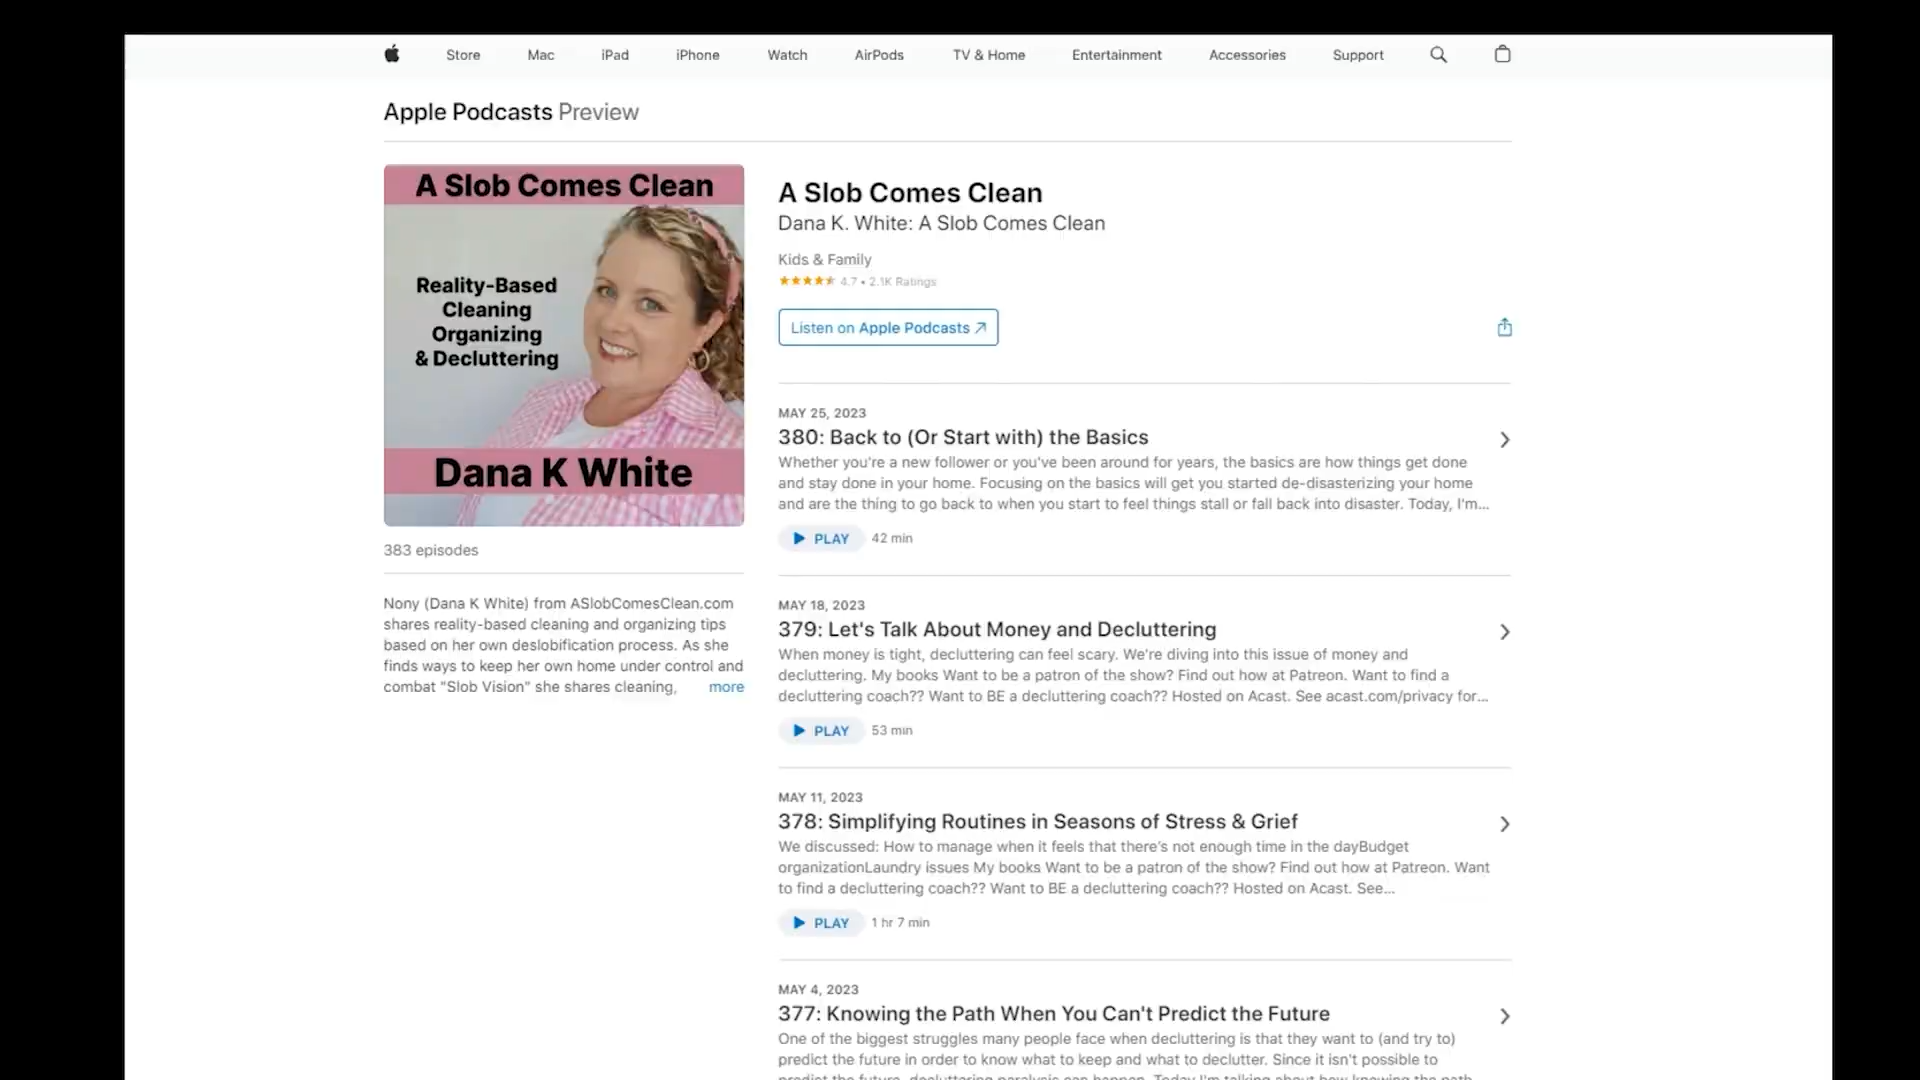 Store Mac iPad iPhone Watch AirPods TV & Home Entertainment Accessories Support
Apple Podcasts Preview
A Slob Comes Clean
Reality-Based
Cleaning
Organizing
& Decluttering
Dana K White
383 episodes
Nony (Dana K White) from ASlobComesClean.com
shares reality-based cleaning and organizing tips
based on her own deslobification process. As she
finds ways to keep her own home under control and
combat "Slob Vision" she shares cleaning, more
A Slob Comes Clean
Dana K. White: A Slob Comes Clean
Kids & Family
4.7 • 2.1K Ratings
Listen on Apple Podcasts ↗
MAY 25, 2023
380: Back to (Or Start with) the Basics
Whether you're a new follower or you've been around for years, the basics are how things get done
and stay done in your home. Focusing on the basics will get you started de-disasterizing your home
and are the thing to go back to when you start to feel things stall or fall back into disaster. Today, I'm...
PLAY 42 min
MAY 18, 2023
379: Let's Talk About Money and Decluttering
When money is tight, decluttering can feel scary. We're diving into this issue of money and
decluttering. My books Want to be a patron of the show? Find out how at Patreon. Want to find a
decluttering coach?? Want to BE a decluttering coach?? Hosted on Acast. See acast.com/privacy for...
PLAY 53 min
MAY 11, 2023
378: Simplifying Routines in Seasons of Stress & Grief
We discussed: How to manage when it feels that there's not enough time in the dayBudget
organizationLaundry issues My books Want to be a patron of the show? Find out how at Patreon. Want
to find a decluttering coach?? Want to BE a decluttering coach?? Hosted on Acast. See...
PLAY 1 hr 7 min
MAY 4, 2023
377: Knowing the Path When You Can't Predict the Future
One of the biggest struggles many people face when decluttering is that they want to (and try to)
predict the future in order to know what to keep and what to declutter. Since it isn't possible to
predict the future, decluttering paralysis can happen. Today I'm talking about how knowing the path